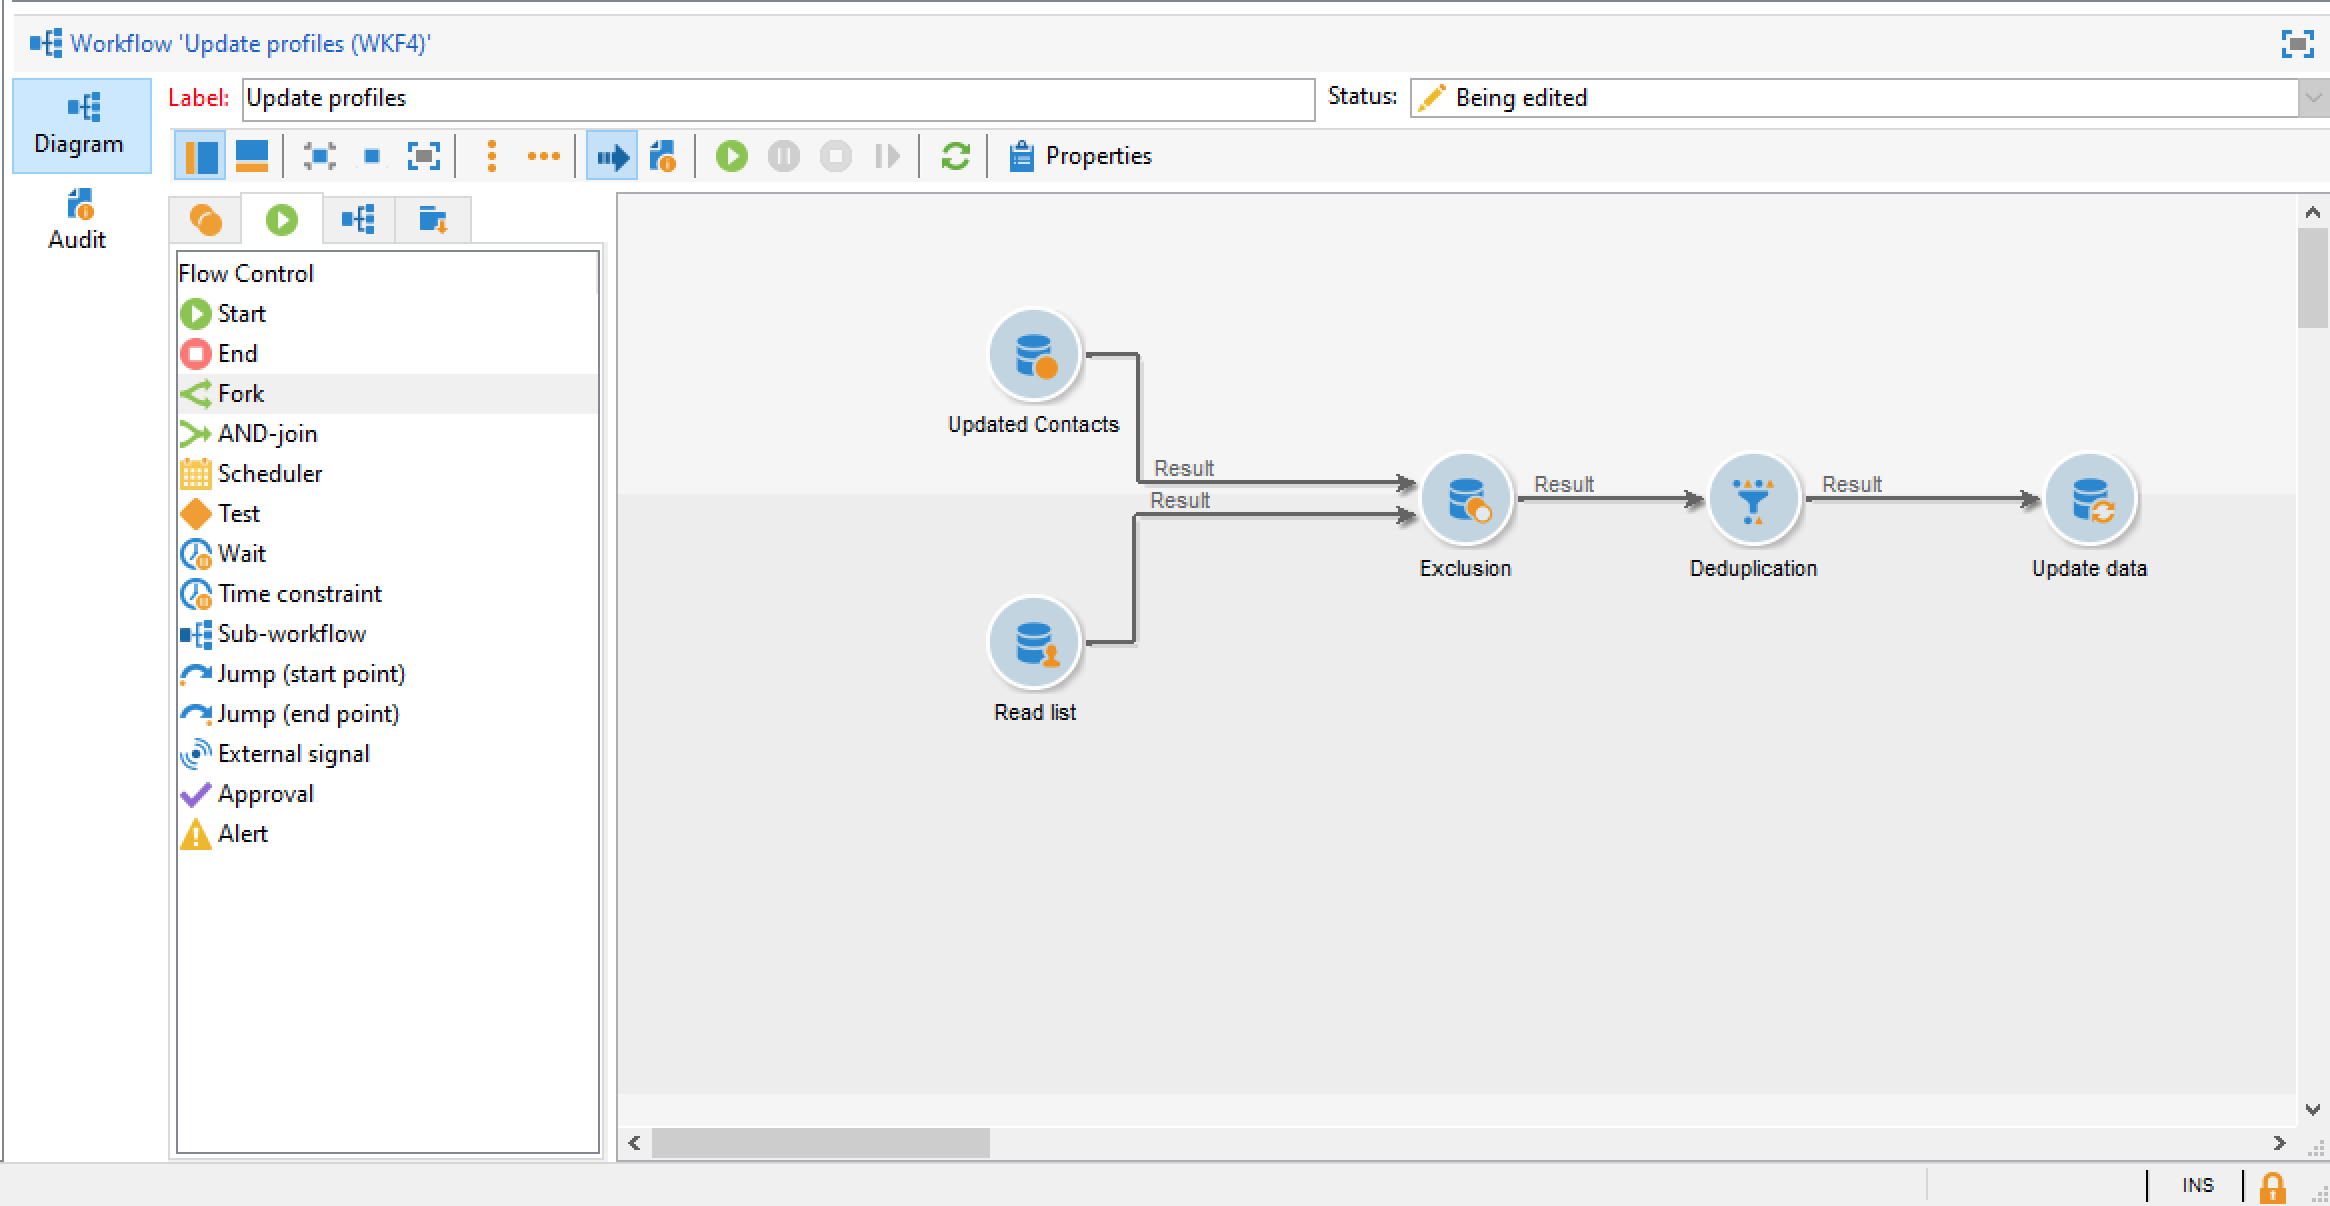 Workflow 'Update profiles (WKF4)'
Diagram
Audit
Label: Update profiles
Status: Being edited
Properties
Flow Control
Start
End
Fork
AND-join
Scheduler
Test
Wait
Time constraint
Sub-workflow
Jump (start point)
Jump (end point)
External signal
Approval
Alert
Updated Contacts
Result
Result
Read list
Exclusion
Result
Deduplication
Result
Update data
INS